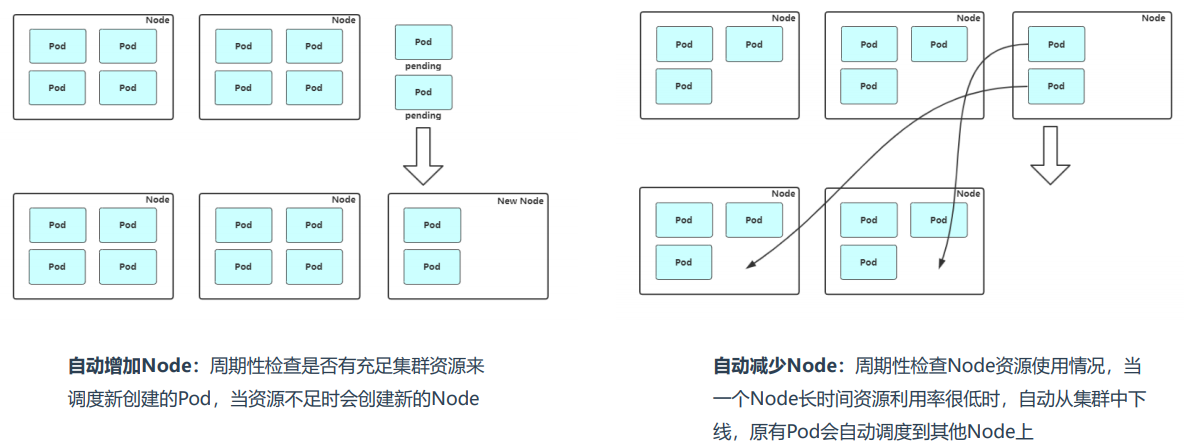 Node
Pod Pod
Pod Pod
Node
Pod Pod
Pod Pod
Pod
pending
Pod
pending
Node
Pod Pod
Pod Pod
Node
Pod Pod
Pod Pod
New Node
Pod
Pod
自动增加Node：周期性检查是否有充足集群资源来
调度新创建的Pod，当资源不足时会创建新的Node
Node
Pod Pod
Pod
Node
Pod Pod
Pod
Node
Pod
Pod
Node
Pod Pod
Pod
Node
Pod Pod
Pod
自动减少Node：周期性检查Node资源使用情况，当
一个Node长时间资源利用率很低时，自动从集群中下
线，原有Pod会自动调度到其他Node上